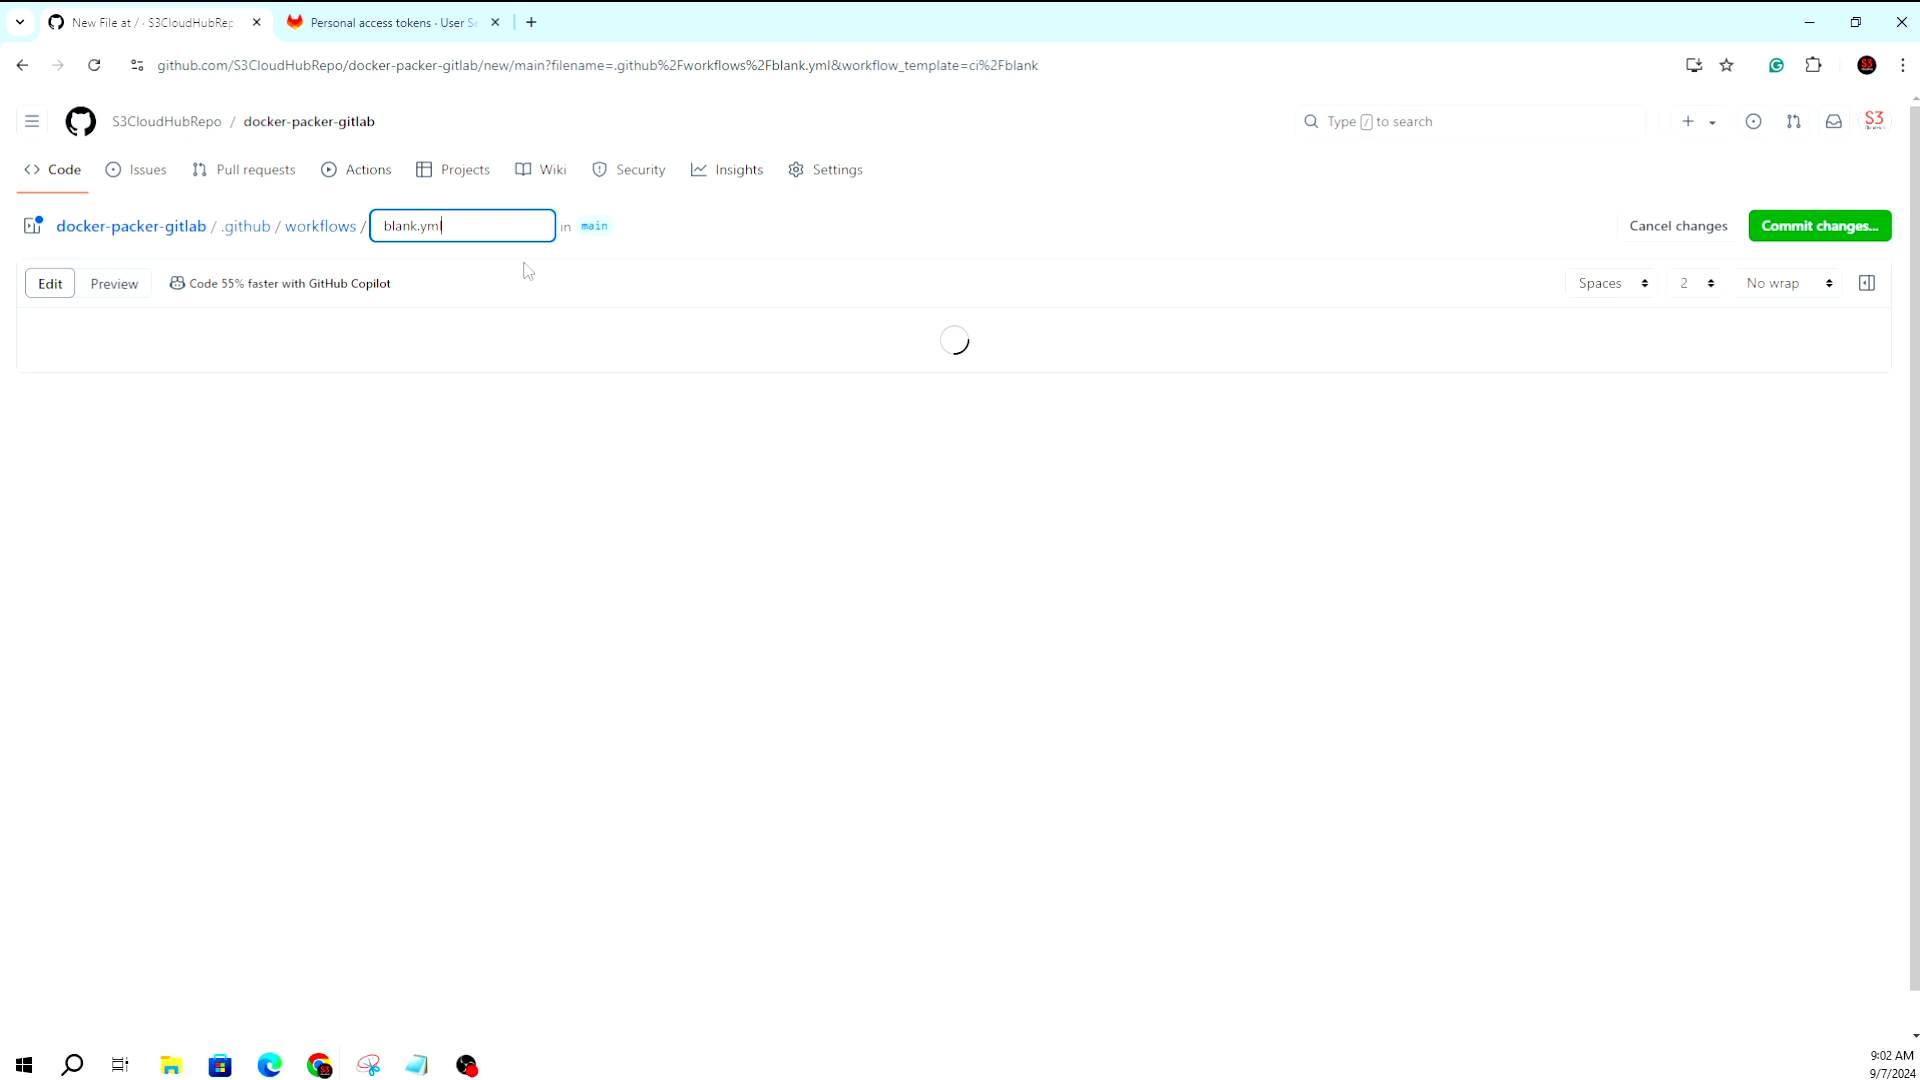 New File at / · S3CloudHubRep
Personal access tokens · User Se
github.com/S3CloudHubRepo/docker-packer-gitlab/new/main?filename=.github%2Fworkflows%2Fblank.yml&workflow_template=ci%2Fblank
S3
S3CloudHubRepo / docker-packer-gitlab
Type / to search
S3
Code
Issues
Pull requests
Actions
Projects
Wiki
Security
Insights
Settings
docker-packer-gitlab / .github / workflows / blank.yml in main
Cancel changes
Commit changes...
Edit
Preview
Code 55% faster with GitHub Copilot
Spaces
2
No wrap
9:02 AM
9/7/2024